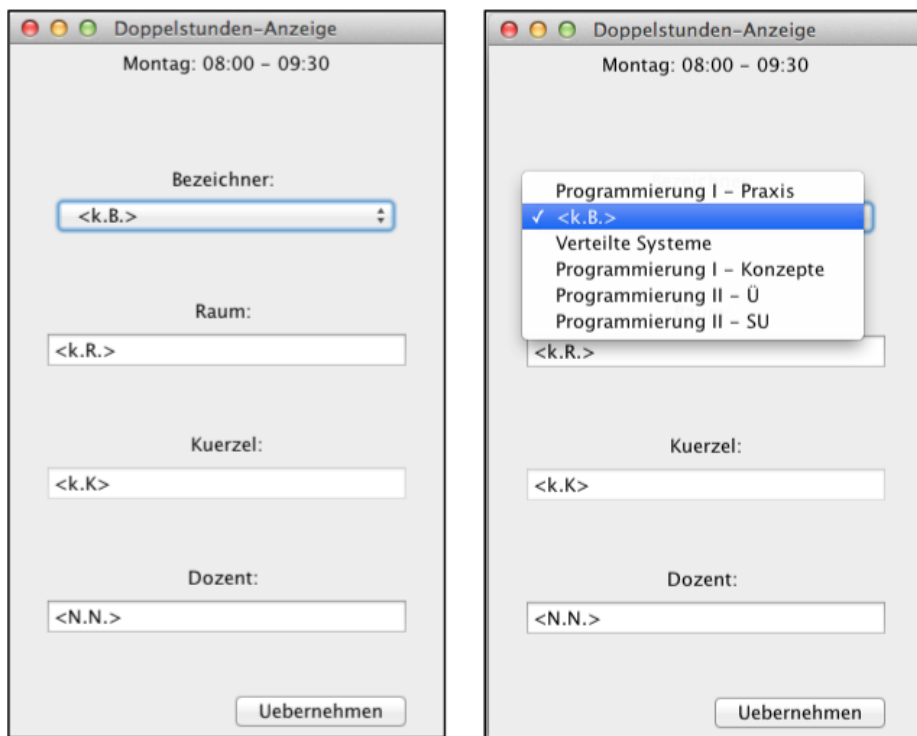 Doppelstunden-Anzeige
Montag: 08:00 – 09:30
Bezeichner:
<k.B.>
Raum:
<k.R.>
Kuerzel:
<k.K>
Dozent:
<N.N.>
Uebernehmen
Doppelstunden-Anzeige
Montag: 08:00 – 09:30
Programmierung I – Praxis
✓ <k.B.>
Verteilte Systeme
Programmierung I – Konzepte
Programmierung II – Ü
Programmierung II – SU
<k.R.>
Kuerzel:
<k.K>
Dozent:
<N.N.>
Uebernehmen